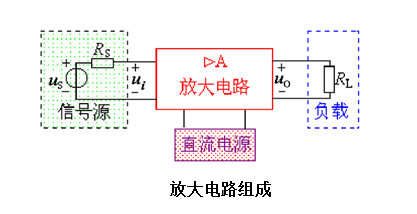 R_S
▷A
放大电路
u_s
+
−
+
u_i
−
+
u_o
−
R_L
信号源
负载
直流电源
放大电路组成